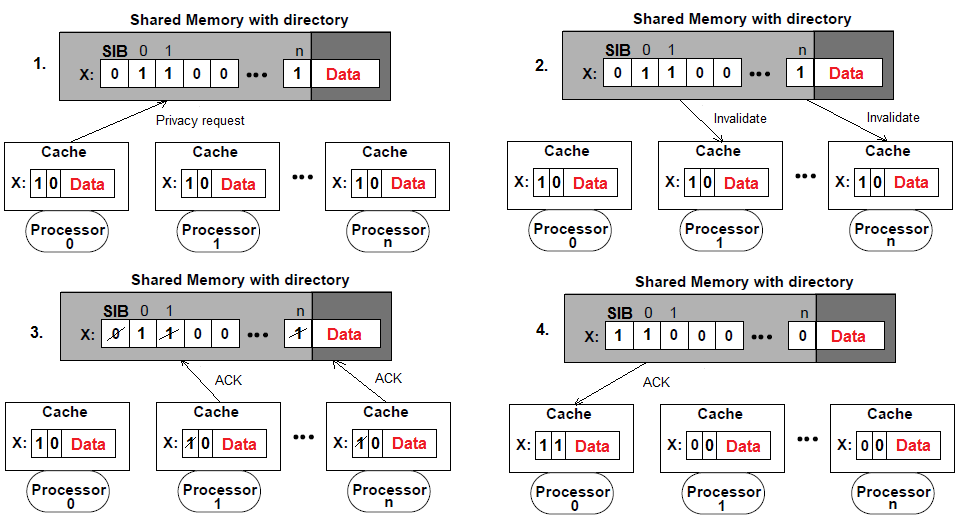 Shared Memory with directory
1.
SIB 0 1 n
X: 0 1 1 0 0 ••• 1 Data
Privacy request
Cache Cache Cache
X: 1 0 Data X: 1 0 Data ••• X: 1 0 Data
Processor 0 Processor 1 Processor n
Shared Memory with directory
2.
SIB 0 1 n
X: 0 1 1 0 0 ••• 1 Data
Invalidate Invalidate
Cache Cache Cache
X: 1 0 Data X: 1 0 Data ••• X: 1 0 Data
Processor 0 Processor 1 Processor n
Shared Memory with directory
3.
SIB 0 1 n
X: 0 1 1 0 0 ••• 1 Data
ACK ACK
Cache Cache Cache
X: 1 0 Data X: 1 0 Data ••• X: 1 0 Data
Processor 0 Processor 1 Processor n
Shared Memory with directory
4.
SIB 0 1 n
X: 1 1 0 0 0 ••• 0 Data
ACK
Cache Cache Cache
X: 1 1 Data X: 0 0 Data ••• X: 0 0 Data
Processor 0 Processor 1 Processor n